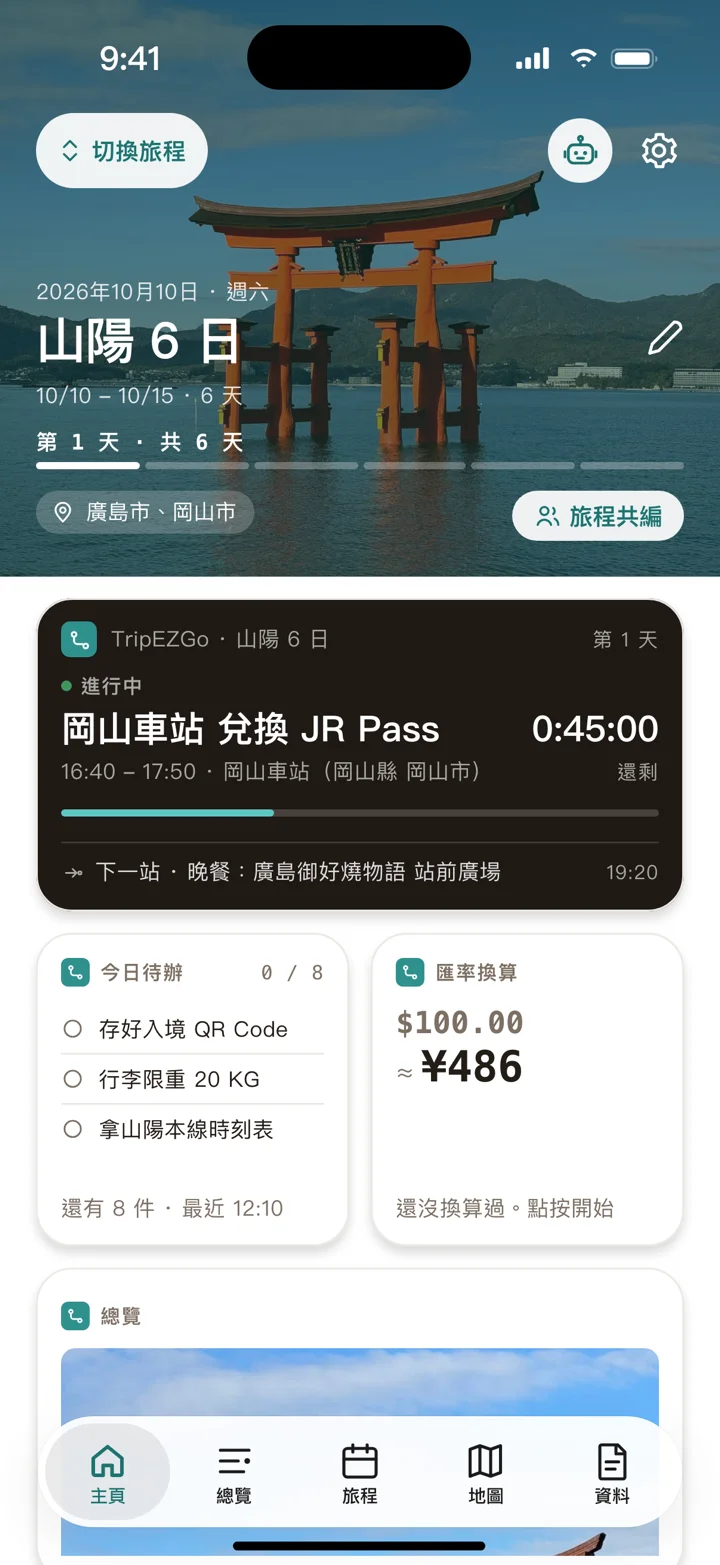 9:41
切換旅程
2026年10月10日 · 週六
山陽 6 日
10/10 – 10/15 · 6 天
第 1 天 · 共 6 天
廣島市、岡山市
旅程共編
TripEZGo · 山陽 6 日
第 1 天
進行中
岡山車站 兌換 JR Pass
0:45:00
16:40 – 17:50 · 岡山車站（岡山縣 岡山市）
還剩
下一站 · 晚餐：廣島御好燒物語 站前廣場
19:20
今日待辦
0 / 8
存好入境 QR Code
行李限重 20 KG
拿山陽本線時刻表
還有 8 件 · 最近 12:10
匯率換算
$100.00
≈ ¥486
還沒換算過。點按開始
總覽
主頁
總覽
旅程
地圖
資料